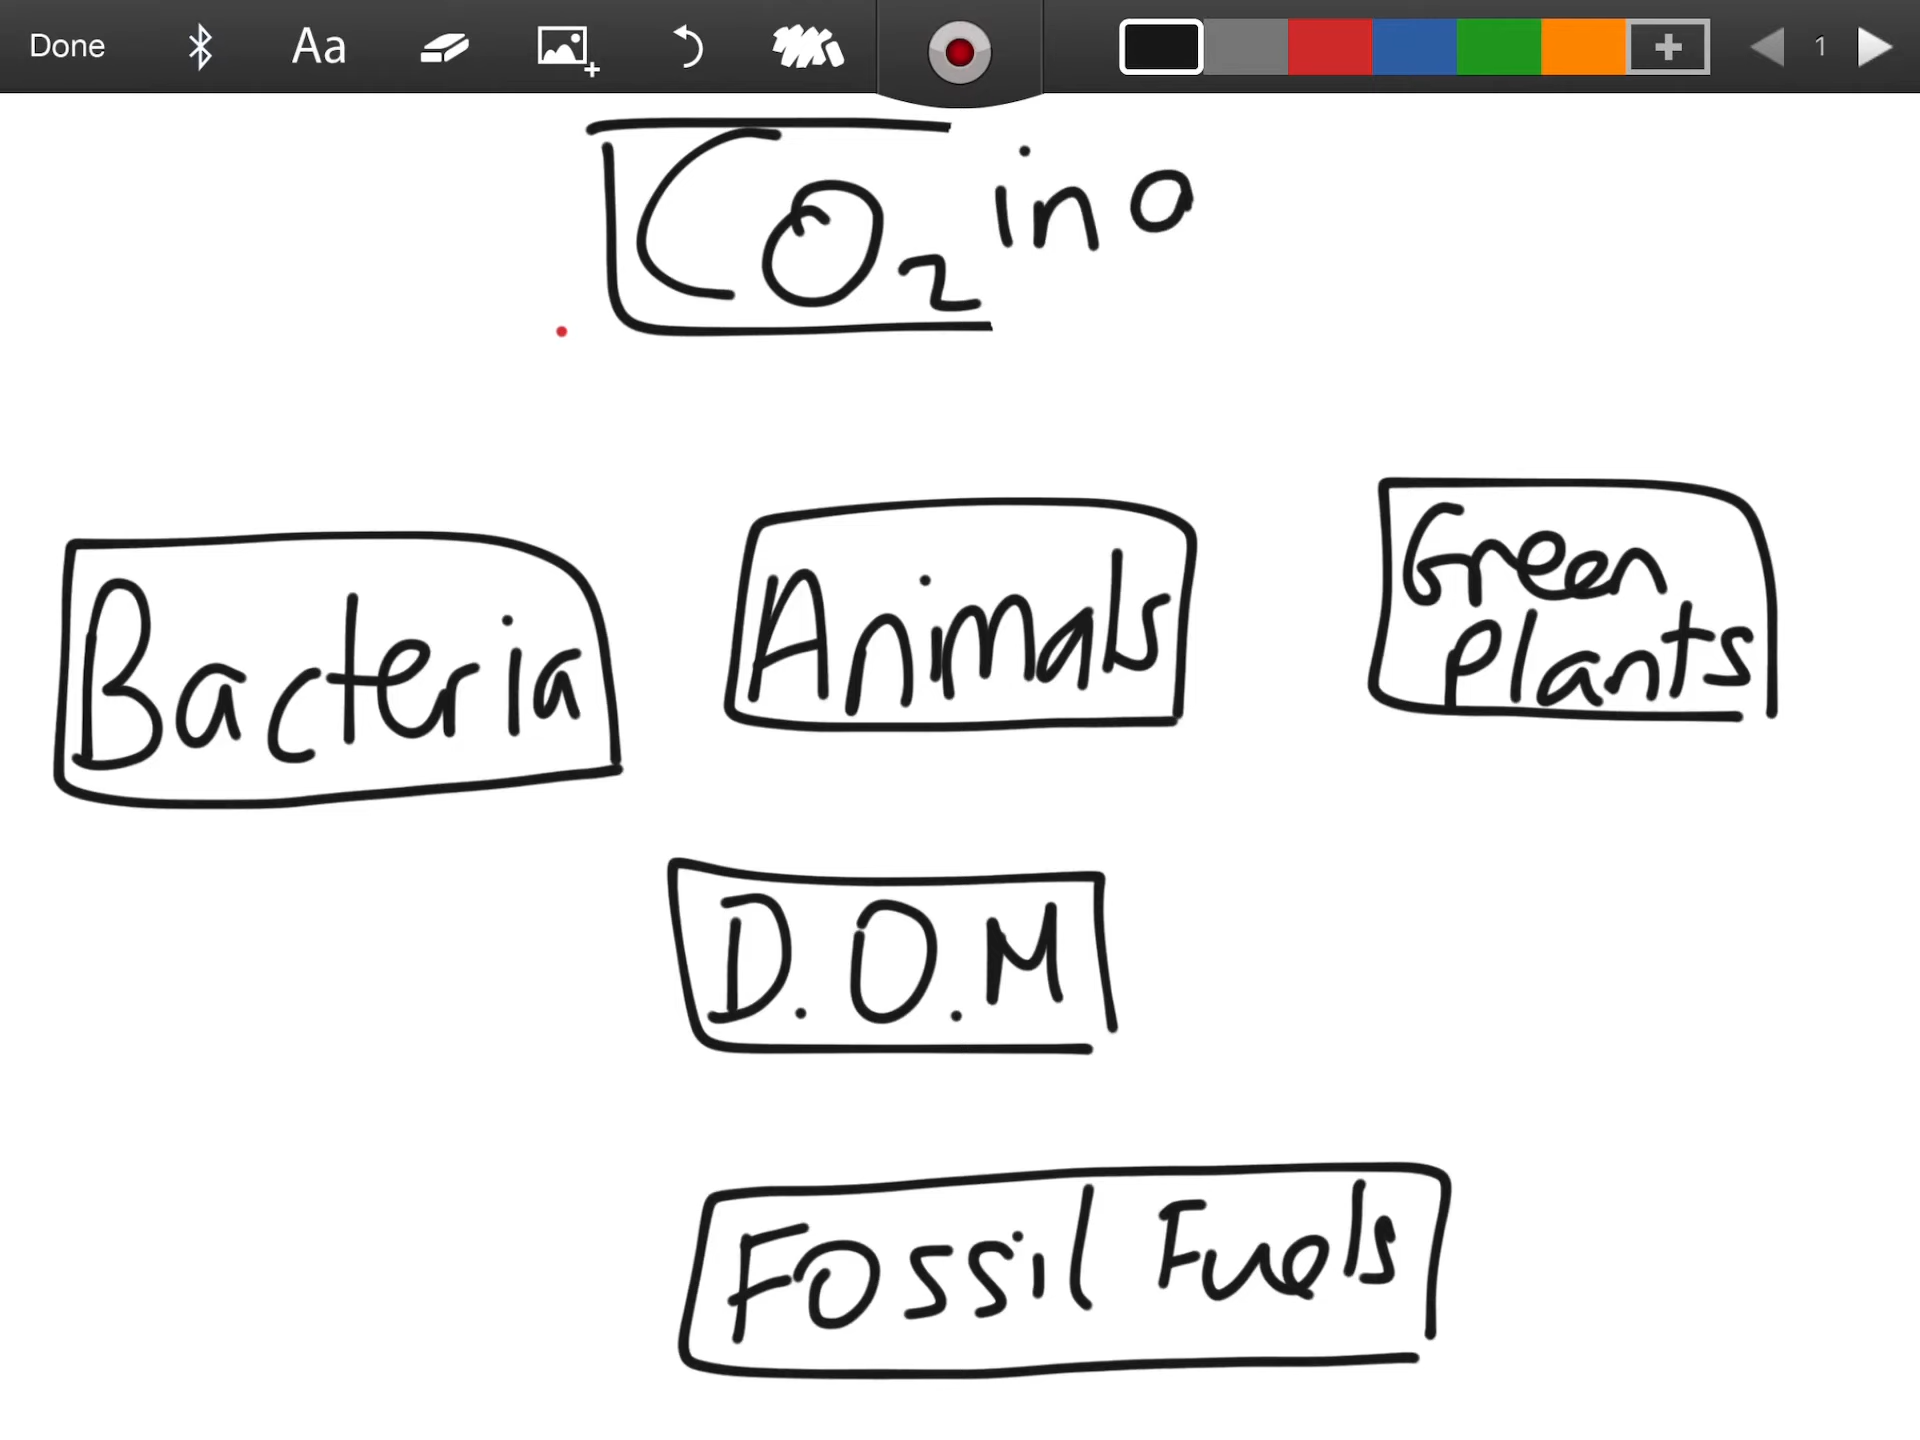 Done
Aa
1
CO₂ in a
Bacteria
Animals
Green
Plants
D.O.M
Fossil Fuels